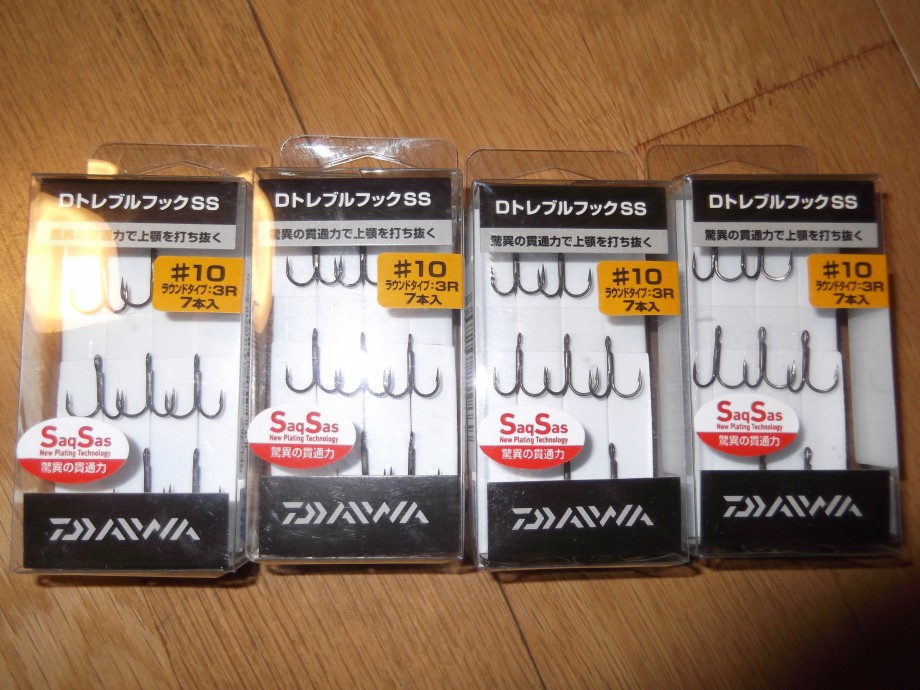 DトレブルフックSS
驚異の貫通力で上顎を打ち抜く
#10
ラウンドタイプ:3R
7本入
SaqSas
New Plating Technology
驚異の貫通力
DAIWA
DトレブルフックSS
驚異の貫通力で上顎を打ち抜く
#10
ラウンドタイプ:3R
7本入
SaqSas
New Plating Technology
驚異の貫通力
DAIWA
DトレブルフックSS
驚異の貫通力で上顎を打ち抜く
#10
ラウンドタイプ:3R
7本入
SaqSas
New Plating Technology
驚異の貫通力
DAIWA
DトレブルフックSS
驚異の貫通力で上顎を打ち抜く
#10
ラウンドタイプ:3R
7本入
SaqSas
New Plating Technology
驚異の貫通力
DAIWA